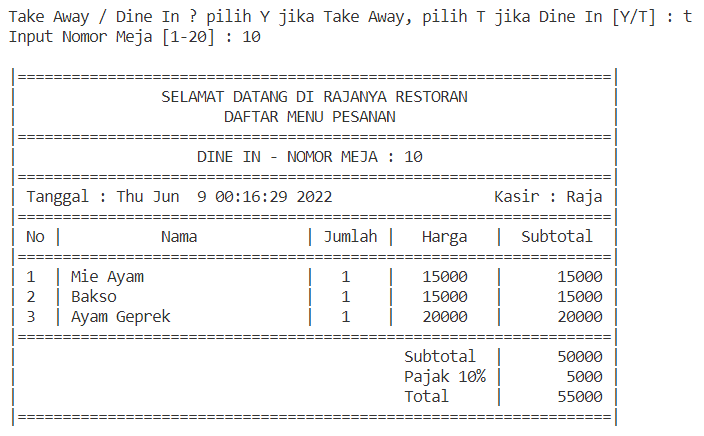 Take Away / Dine In ? pilih Y jika Take Away, pilih T jika Dine In [Y/T] : t
Input Nomor Meja [1-20] : 10
|==================================================================|
SELAMAT DATANG DI RAJANYA RESTORAN
DAFTAR MENU PESANAN
|==================================================================|
DINE IN - NOMOR MEJA : 10
|==================================================================|
| Tanggal : Thu Jun  9 00:16:29 2022                  Kasir : Raja |
|==================================================================|
| No |           Nama            | Jumlah |   Harga   |  Subtotal  |
|==================================================================|
| 1  | Mie Ayam                  |   1    |   15000   |      15000 |
| 2  | Bakso                     |   1    |   15000   |      15000 |
| 3  | Ayam Geprek               |   1    |   20000   |      20000 |
|==================================================================|
|                                           Subtotal  |      50000 |
|                                           Pajak 10% |       5000 |
|                                           Total     |      55000 |
|==================================================================|